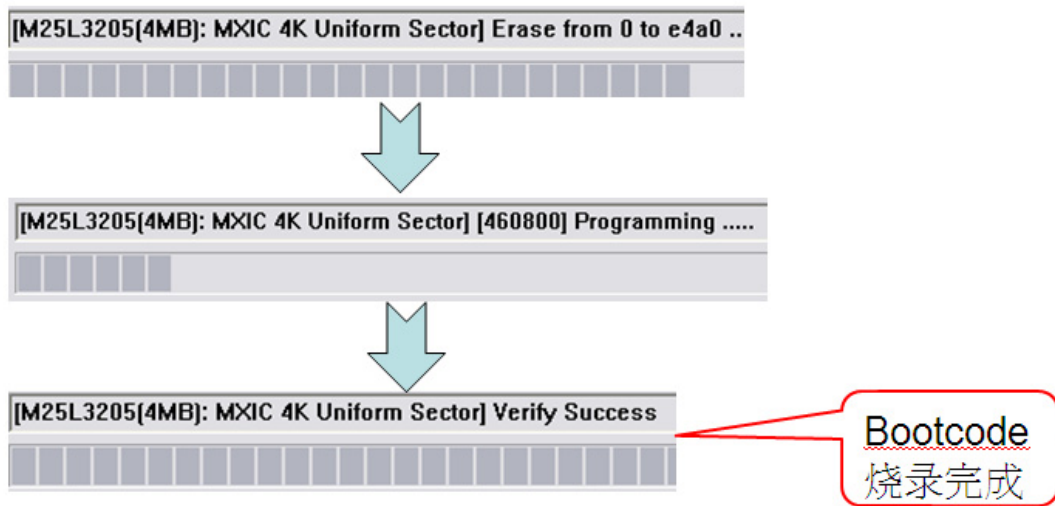 [M25L3205(4MB): MXIC 4K Uniform Sector] Erase from 0 to e4a0 ..
[M25L3205(4MB): MXIC 4K Uniform Sector] [460800] Programming .....
[M25L3205(4MB): MXIC 4K Uniform Sector] Verify Success
Bootcode
烧录完成